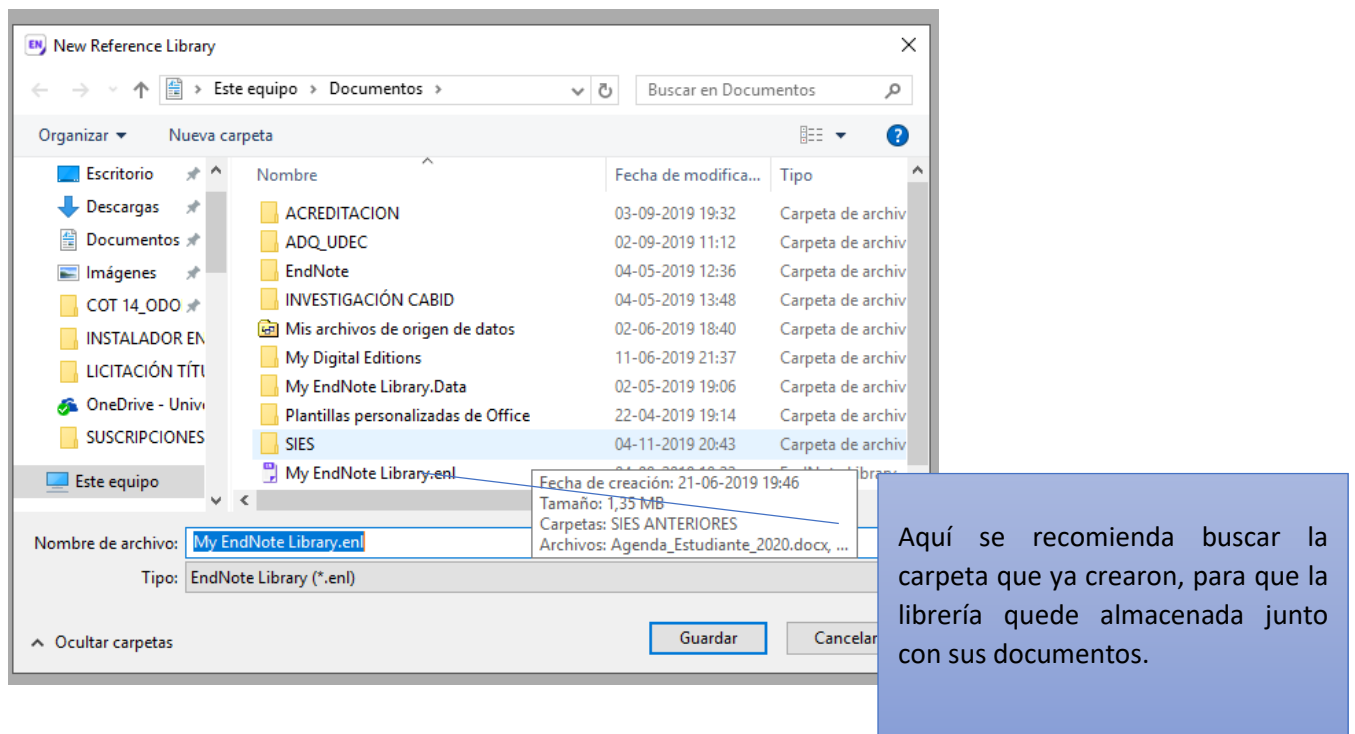 EN New Reference Library
Este equipo > Documentos >
Buscar en Documentos
Organizar Nueva carpeta
Nombre Fecha de modifica... Tipo
Escritorio
Descargas
Documentos
Imágenes
COT 14_ODO
INSTALADOR EN
LICITACIÓN
OneDrive -
SUSCRIPCIONES
Este equipo
ACREDITACION 03-09-2019 19:32 Carpeta de archiv
ADQ_UDEC 02-09-2019 11:12 Carpeta de archiv
EndNote 04-05-2019 12:36 Carpeta de archiv
INVESTIGACIÓN CABID 04-05-2019 13:48 Carpeta de archiv
Mis archivos de origen de datos 02-06-2019 18:40 Carpeta de archiv
My Digital Editions 11-06-2019 21:37 Carpeta de archiv
My EndNote Library.Data 02-05-2019 19:06 Carpeta de archiv
Plantillas personalizadas de Office 22-04-2019 19:14 Carpeta de archiv
SIES 04-11-2019 20:43 Carpeta de archiv
My EndNote Library.enl
Fecha de creación: 21-06-2019 19:46
Tamaño: 1,35 MB
Carpetas: SIES ANTERIORES
Archivos: Agenda_Estudiante_2020.docx, ...
Nombre de archivo: My EndNote Library.enl
Tipo: EndNote Library (*.enl)
Ocultar carpetas
Guardar
Cancelar
Aquí se recomienda buscar la
carpeta que ya crearon, para que la
librería quede almacenada junto
con sus documentos.